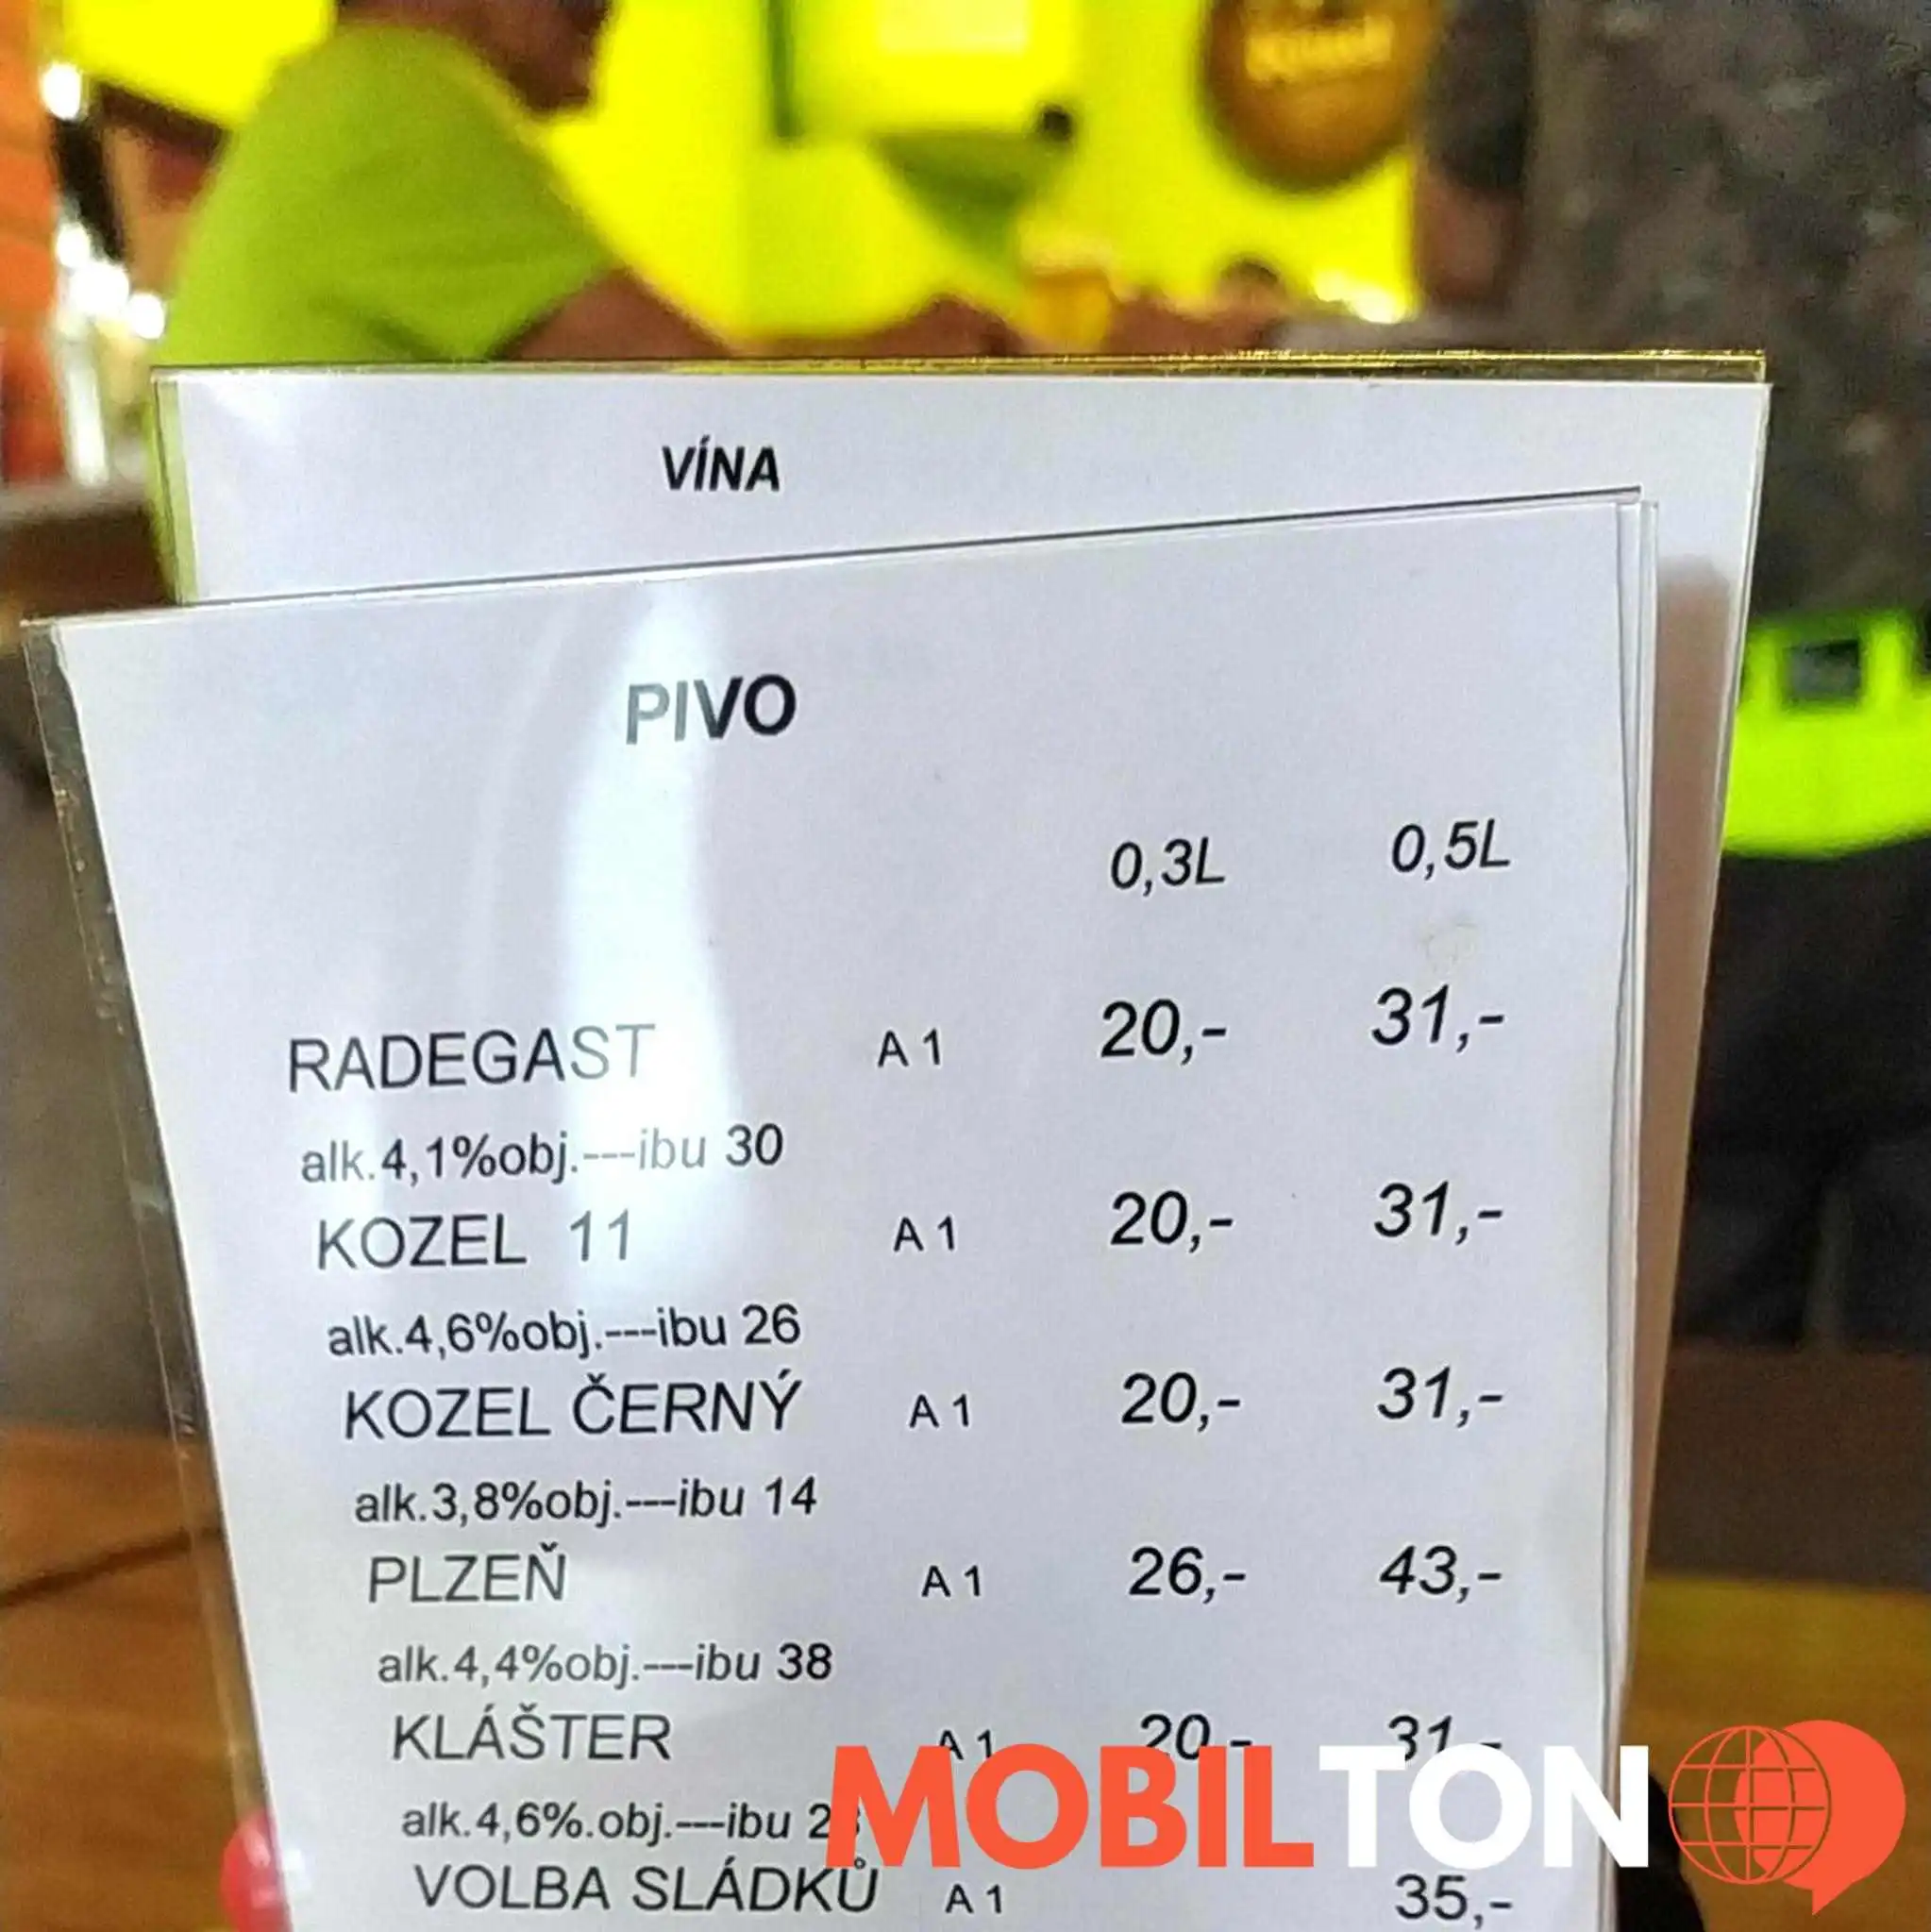 VÍNA
PIVO
0,3L 0,5L
RADEGAST A 1 20,- 31,-
alk.4,1%obj.---ibu 30
KOZEL 11 A 1 20,- 31,-
alk.4,6%obj.---ibu 26
KOZEL ČERNÝ A 1 20,- 31,-
alk.3,8%obj.---ibu 14
PLZEŇ A 1 26,- 43,-
alk.4,4%obj.---ibu 38
KLÁŠTER A 1 20,- 31,-
alk.4,6%.obj.---ibu
VOLBA SLÁDKŮ A 1 35,-
MOBILTON